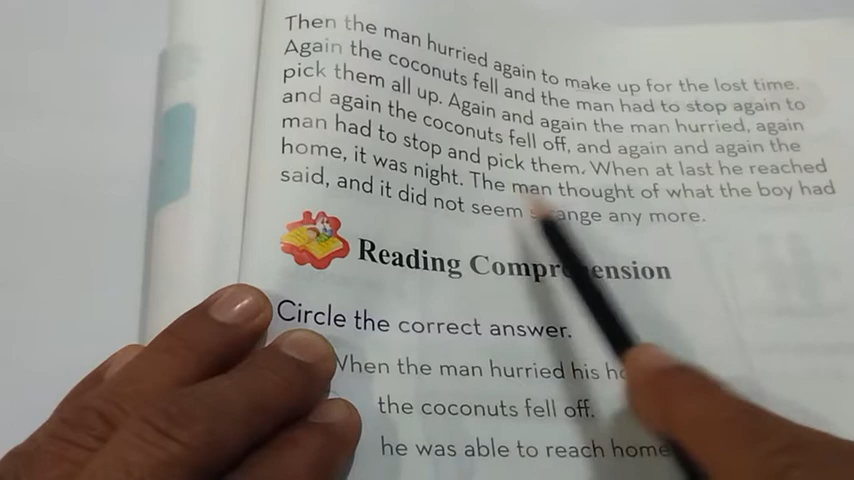 Then the man hurried again to make up for the lost time.
Again the coconuts fell and the man had to stop again to
pick them all up. Again and again the man hurried, again
and again the coconuts fell off, and again and again the
man had to stop and pick them. When at last he reached
home, it was night. The man thought of what the boy had
said, and it did not seem strange any more.
Reading Comprehension
Circle the correct answer.
When the man hurried his
the coconuts fell off.
he was able to reach home